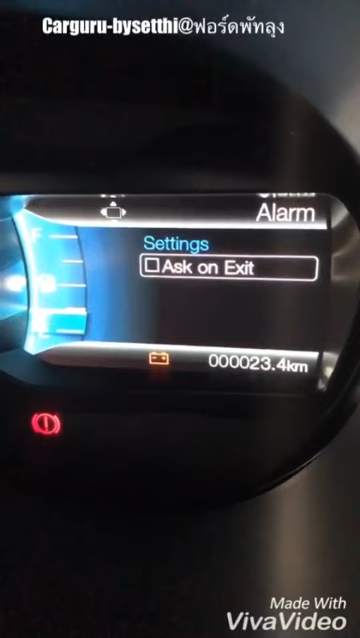 Carguru-bysetthi@ฟอร์ดพัทลุง
Alarm
Settings
Ask on Exit
F
E
000023.4km
Made With
VivaVideo